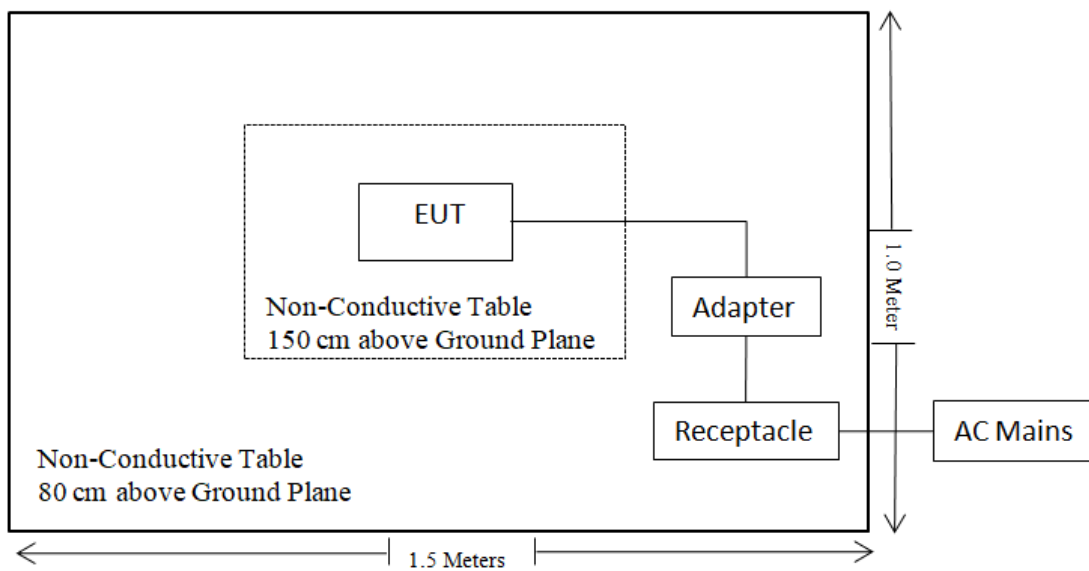 EUT
Non-Conductive Table
150 cm above Ground Plane
Adapter
1.0 Meter
Receptacle
AC Mains
Non-Conductive Table
80 cm above Ground Plane
1.5 Meters